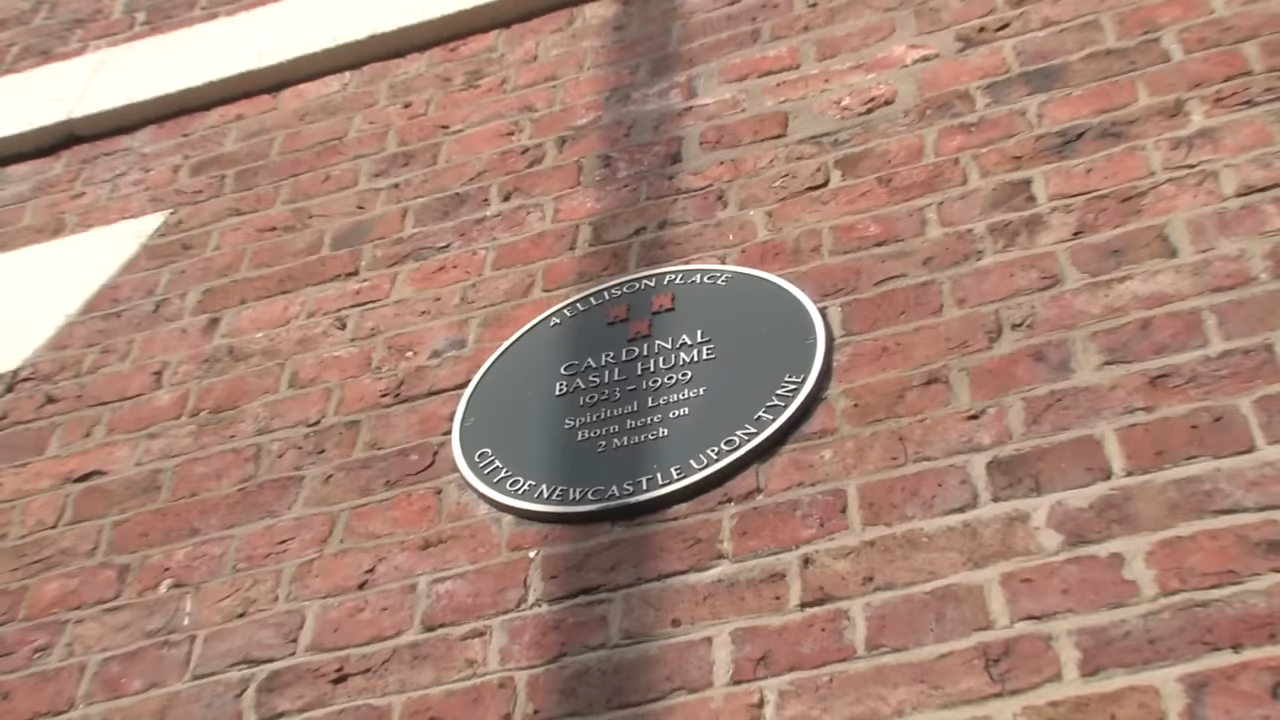 4 ELLISON PLACE
CARDINAL
BASIL HUME
1923 - 1999
Spiritual Leader
Born here on
2 March
CITY OF NEWCASTLE UPON TYNE